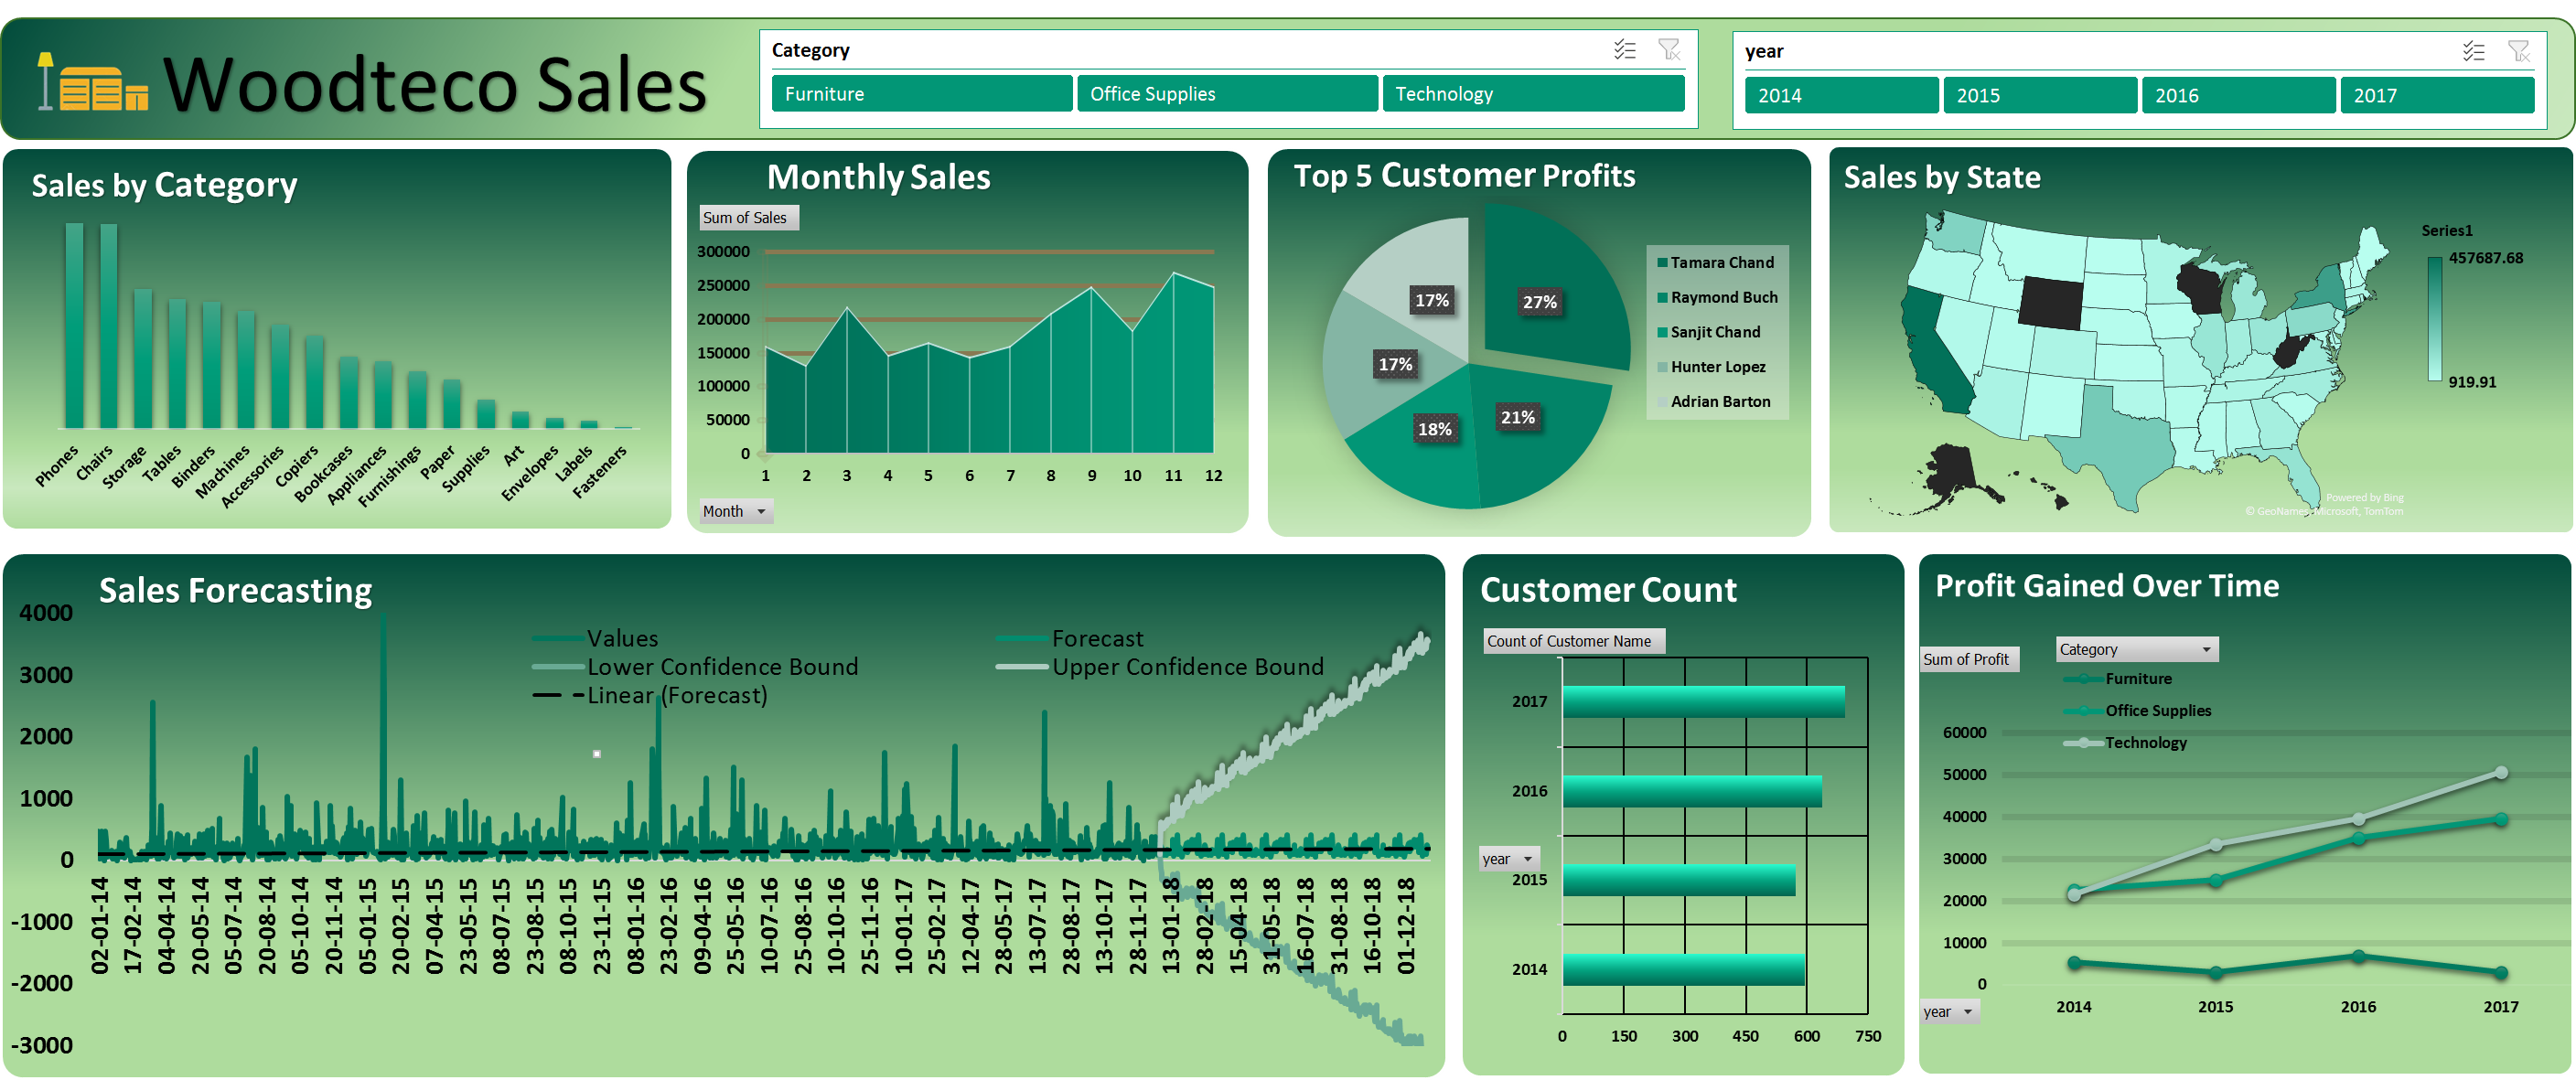 Woodteco Sales
Category
Furniture
Office Supplies
Technology
year
2014
2015
2016
2017
Sales by Category
Phones
Chairs
Storage
Tables
Binders
Machines
Accessories
Copiers
Bookcases
Appliances
Furnishings
Paper
Supplies
Art
Envelopes
Labels
Fasteners
Monthly Sales
Sum of Sales
300000
250000
200000
150000
100000
50000
0
1 2 3 4 5 6 7 8 9 10 11 12
Month
Top 5 Customer Profits
27%
21%
18%
17%
17%
Tamara Chand
Raymond Buch
Sanjit Chand
Hunter Lopez
Adrian Barton
Sales by State
Series1
457687.68
919.91
Powered by Bing
© GeoNames, Microsoft, TomTom
Sales Forecasting
Values
Forecast
Lower Confidence Bound
Upper Confidence Bound
Linear (Forecast)
4000
3000
2000
1000
0
-1000
-2000
-3000
02-01-14
17-02-14
04-04-14
20-05-14
05-07-14
20-08-14
05-10-14
20-11-14
05-01-15
20-02-15
07-04-15
23-05-15
08-07-15
23-08-15
08-10-15
23-11-15
08-01-16
23-02-16
09-04-16
25-05-16
10-07-16
25-08-16
10-10-16
25-11-16
10-01-17
25-02-17
12-04-17
28-05-17
13-07-17
28-08-17
13-10-17
28-11-17
13-01-18
28-02-18
15-04-18
31-05-18
16-07-18
31-08-18
16-10-18
01-12-18
Customer Count
Count of Customer Name
2017
2016
year
2015
2014
0 150 300 450 600 750
Profit Gained Over Time
Sum of Profit
Category
Furniture
Office Supplies
Technology
60000
50000
40000
30000
20000
10000
0
2014 2015 2016 2017
year